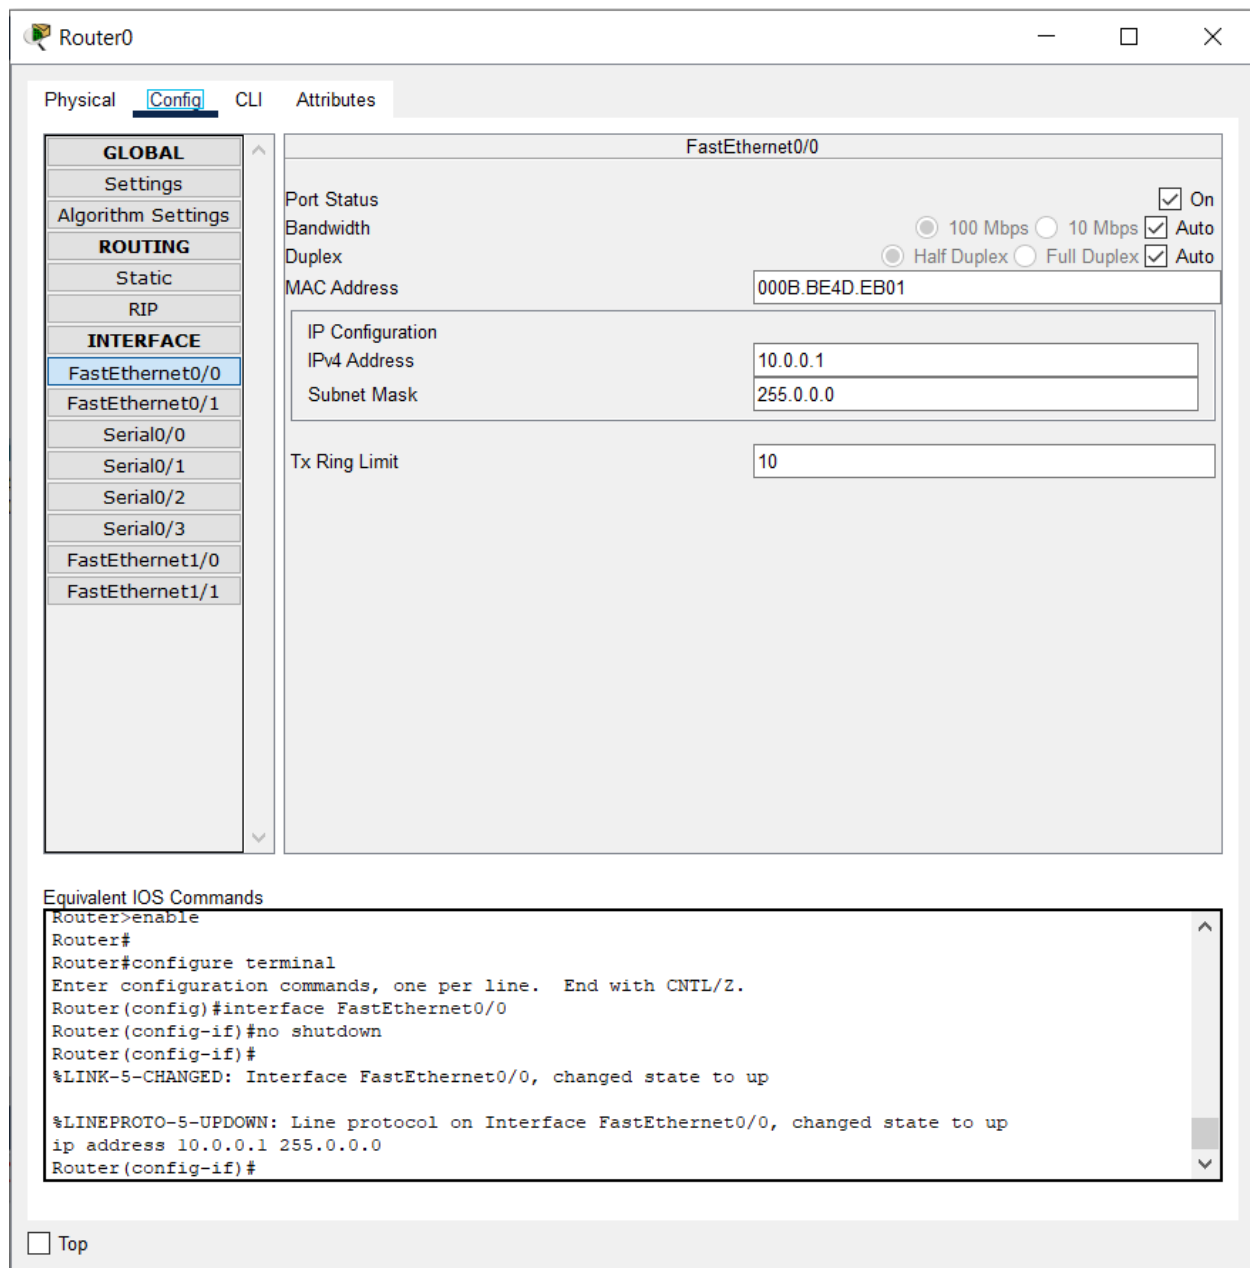 Router0
Physical Config CLI Attributes
GLOBAL
Settings
Algorithm Settings
ROUTING
Static
RIP
INTERFACE
FastEthernet0/0
FastEthernet0/1
Serial0/0
Serial0/1
Serial0/2
Serial0/3
FastEthernet1/0
FastEthernet1/1
FastEthernet0/0
Port Status On
Bandwidth 100 Mbps 10 Mbps Auto
Duplex Half Duplex Full Duplex Auto
MAC Address 000B.BE4D.EB01
IP Configuration
IPv4 Address 10.0.0.1
Subnet Mask 255.0.0.0
Tx Ring Limit 10
Equivalent IOS Commands
Router>enable
Router#
Router#configure terminal
Enter configuration commands, one per line.  End with CNTL/Z.
Router(config)#interface FastEthernet0/0
Router(config-if)#no shutdown
Router(config-if)#
%LINK-5-CHANGED: Interface FastEthernet0/0, changed state to up
%LINEPROTO-5-UPDOWN: Line protocol on Interface FastEthernet0/0, changed state to up
ip address 10.0.0.1 255.0.0.0
Router(config-if)#
Top